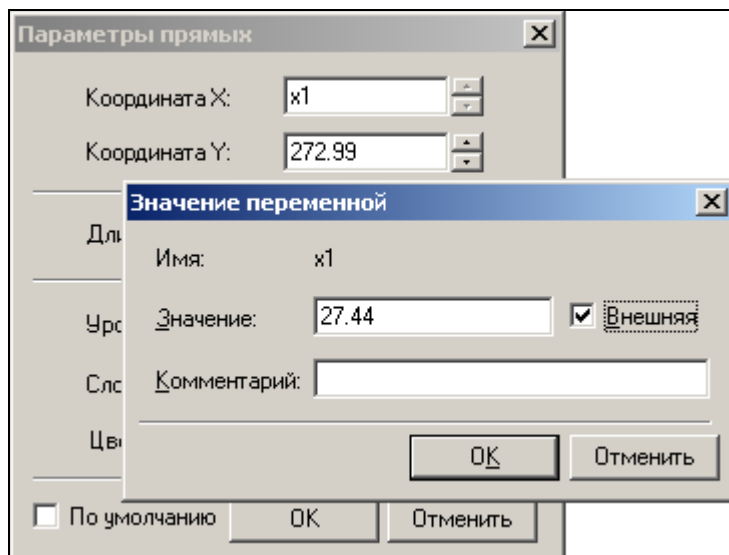 Параметры прямых
Координата X: x1
Координата Y: 272.99
Значение переменной
Имя: x1
Значение: 27.44 Внешняя
Комментарий:
OK Отменить
По умолчанию OK Отменить